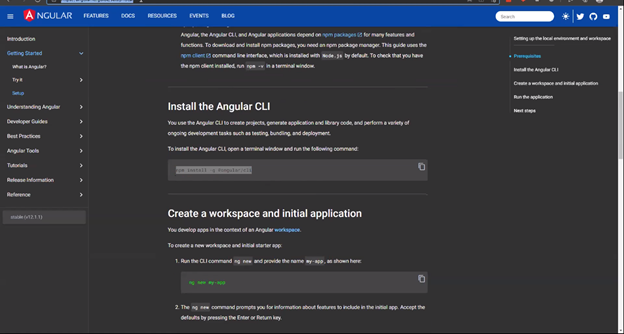 ANGULAR
FEATURES
DOCS
RESOURCES
EVENTS
BLOG
Search
Introduction
Getting Started
What is Angular?
Try it
Setup
Understanding Angular
Developer Guides
Best Practices
Angular Tools
Tutorials
Release Information
Reference
Angular, the Angular CLI, and Angular applications depend on npm packages for many features and
functions. To download and install npm packages, you need an npm package manager. This guide uses the
npm client command line interface, which is installed with Node.js by default. To check that you have
the npm client installed, run npm -v in a terminal window.
Install the Angular CLI
You use the Angular CLI to create projects, generate application and library code, and perform a variety of
ongoing development tasks such as testing, bundling, and deployment.
To install the Angular CLI, open a terminal window and run the following command:
npm install -g @angular/cli
Create a workspace and initial application
You develop apps in the context of an Angular workspace.
To create a new workspace and initial starter app:
1. Run the CLI command ng new and provide the name my-app, as shown here:
ng new my-app
2. The ng new command prompts you for information about features to include in the initial app. Accept the
defaults by pressing the Enter or Return key.
Setting up the local environment and workspace
Prerequisites
Install the Angular CLI
Create a workspace and initial application
Run the application
Next steps